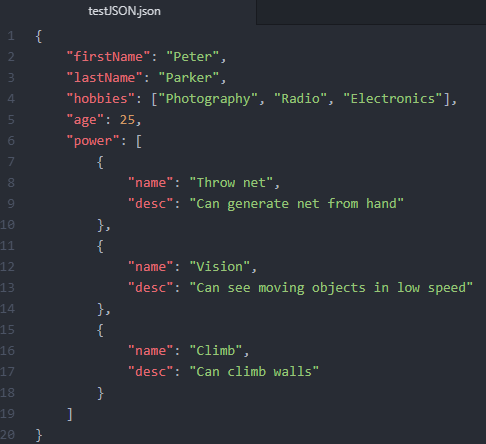 testJSON.json
1 {
2     "firstName": "Peter",
3     "lastName": "Parker",
4     "hobbies": ["Photography", "Radio", "Electronics"],
5     "age": 25,
6     "power": [
7         {
8             "name": "Throw net",
9             "desc": "Can generate net from hand"
10         },
11         {
12             "name": "Vision",
13             "desc": "Can see moving objects in low speed"
14         },
15         {
16             "name": "Climb",
17             "desc": "Can climb walls"
18         }
19     ]
20 }